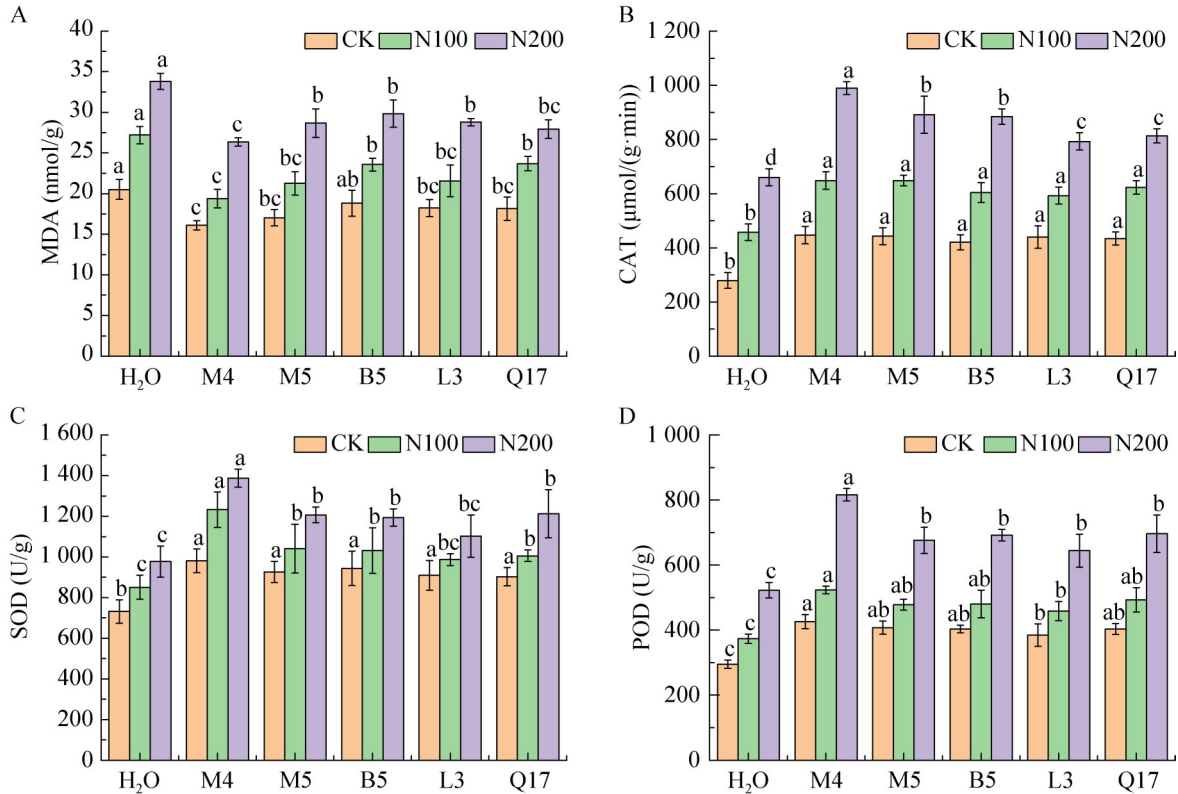 A
CK N100 N200
MDA (nmol/g)
40
35
30
25
20
15
10
5
0
a a a
c c c
bc bc b
ab b b
bc bc b
bc b bc
H₂O M4 M5 B5 L3 Q17
B
CK N100 N200
CAT (μmol/(g·min))
1 200
1 000
800
600
400
200
0
a b d
a a a
a a b
a a b
a a c
a a c
H₂O M4 M5 B5 L3 Q17
C
CK N100 N200
SOD (U/g)
1 600
1 400
1 200
1 000
800
600
400
200
0
b c c
a a a
a b b
a b b
a bc bc
a b b
H₂O M4 M5 B5 L3 Q17
D
CK N100 N200
POD (U/g)
1 000
800
600
400
200
0
c c c
a a a
ab ab b
ab ab b
b b b
ab ab b
H₂O M4 M5 B5 L3 Q17